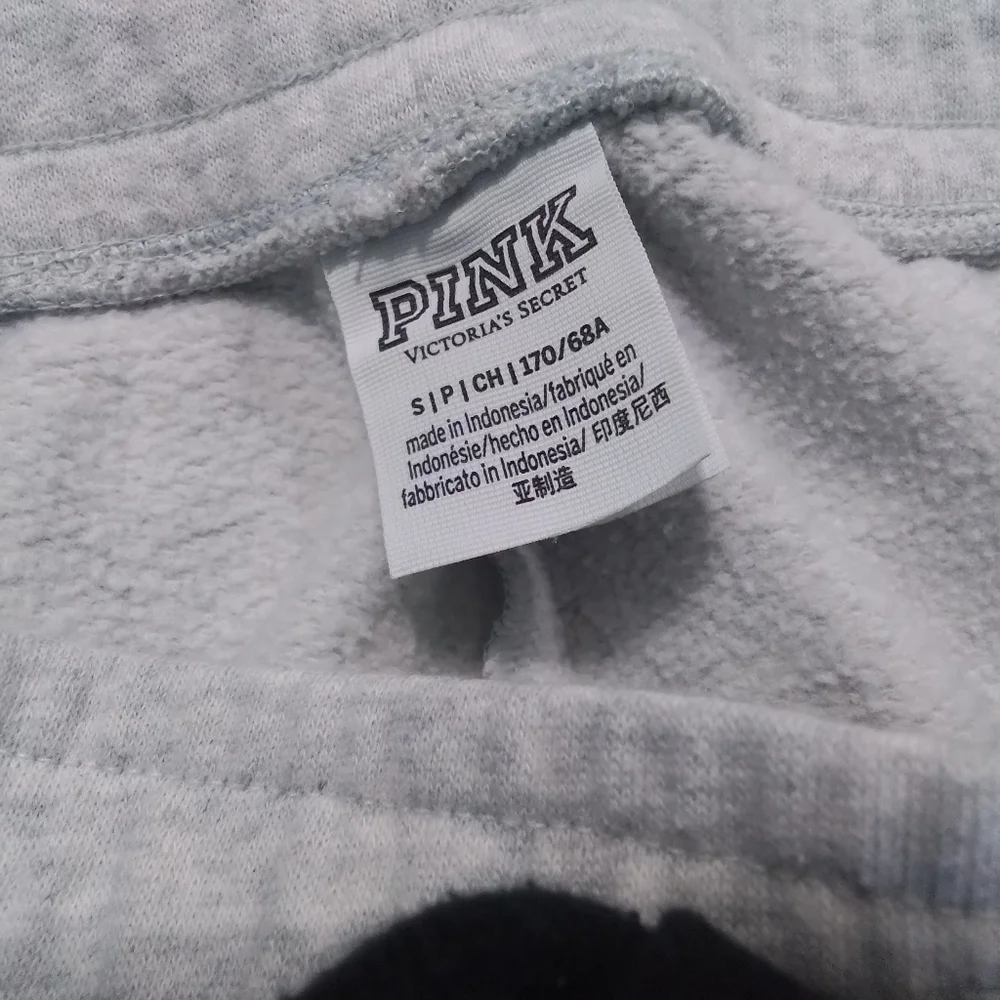 PINK
VICTORIA'S SECRET
S|P|CH|170/68A
made in Indonesia/fabriqué en
Indonésie/hecho en Indonesia/
fabbricato in Indonesia/ 印度尼西
亚制造